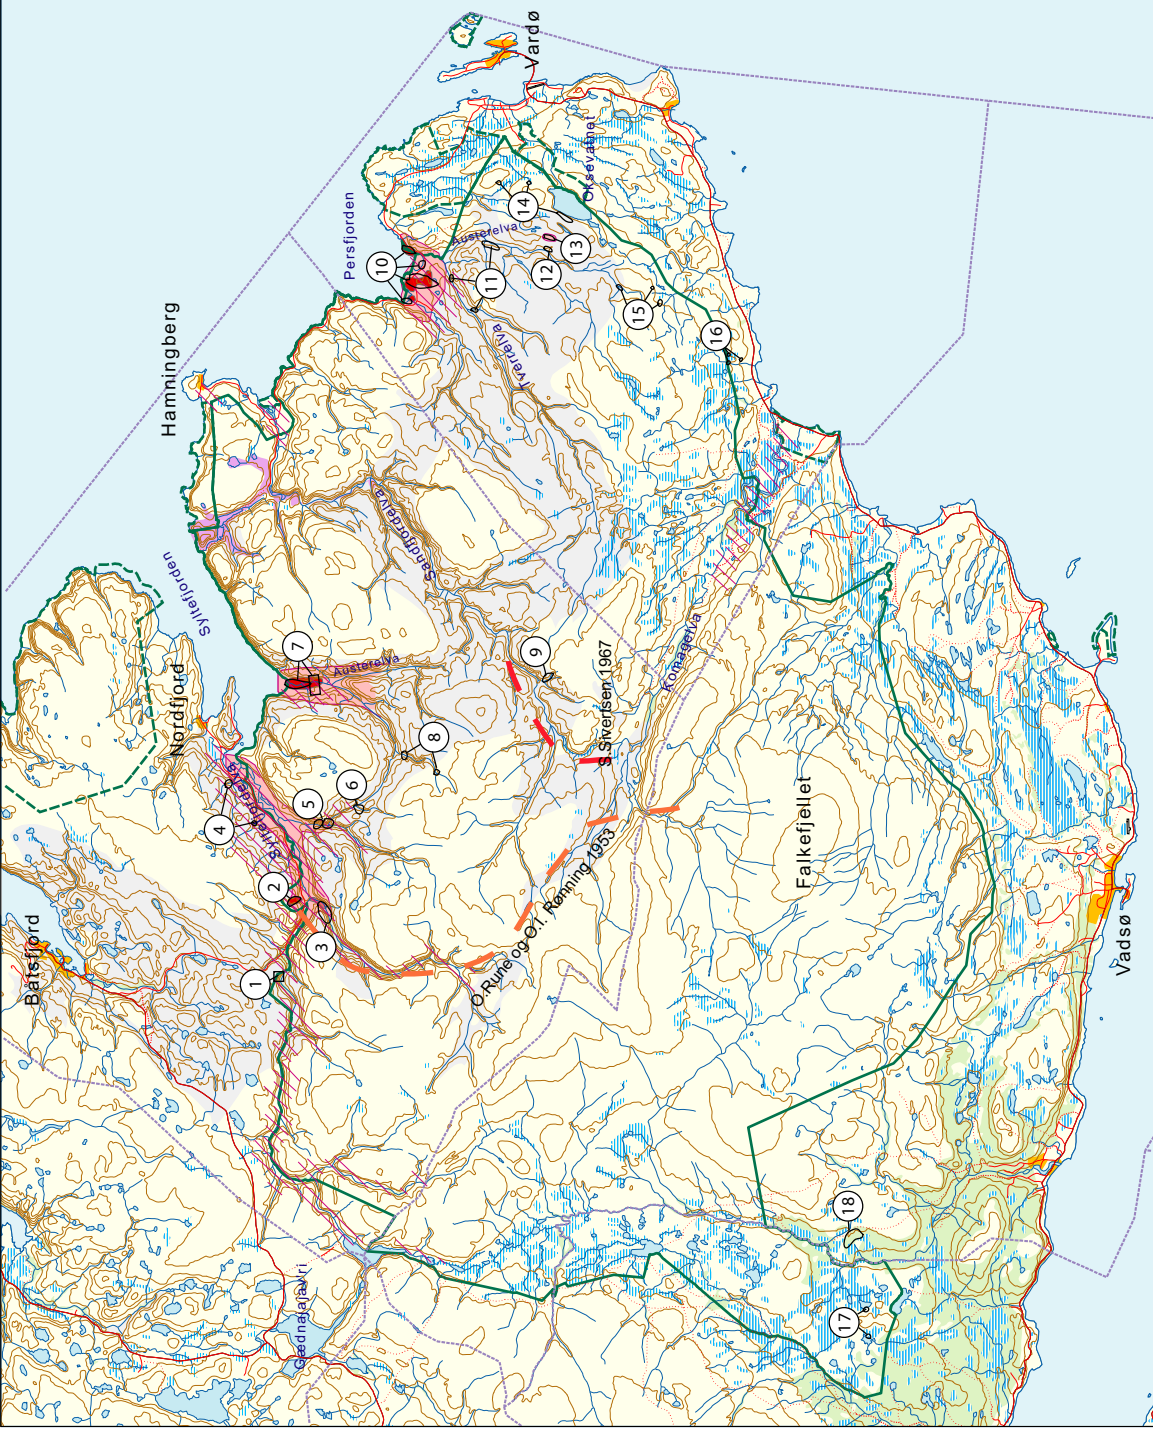 Vardø
Hamningberg
Persfjorden
Oksevatnet
Austerelva
Tverrelva
Syltefjorden
Sandfjordelva
Nordfjord
Austerelva
Syltefjordelva
Komagelva
S.Sivertsen 1967
O.Rune og O.I. Rønning 1953
Falkefjellet
Båtsfjord
Vadsø
Gædnajajav'ri
1
2
3
4
5
6
7
8
9
10
11
12
13
14
15
16
17
18